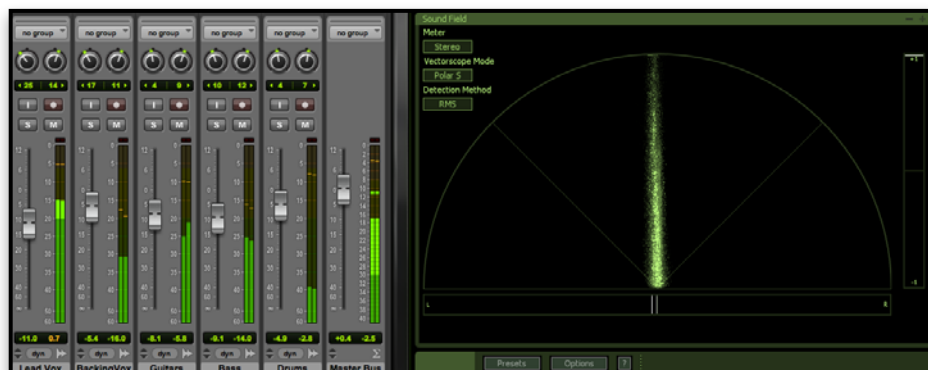 no group no group no group no group no group no group
25 14 17 11 4 9 10 12 4 7
I I I I I
S M S M S M S M S M
-11.0 0.7 -5.4 -16.0 -8.1 -5.8 -9.1 -14.0 -4.9 -2.8 +0.4 -2.5
dyn dyn dyn dyn dyn Σ
Lead Vox BackingVox Guitars Bass Drums Master Bus
Sound Field
Meter
Stereo
Vectorscope Mode
Polar S
Detection Method
RMS
+1
-1
L R
Presets Options ?